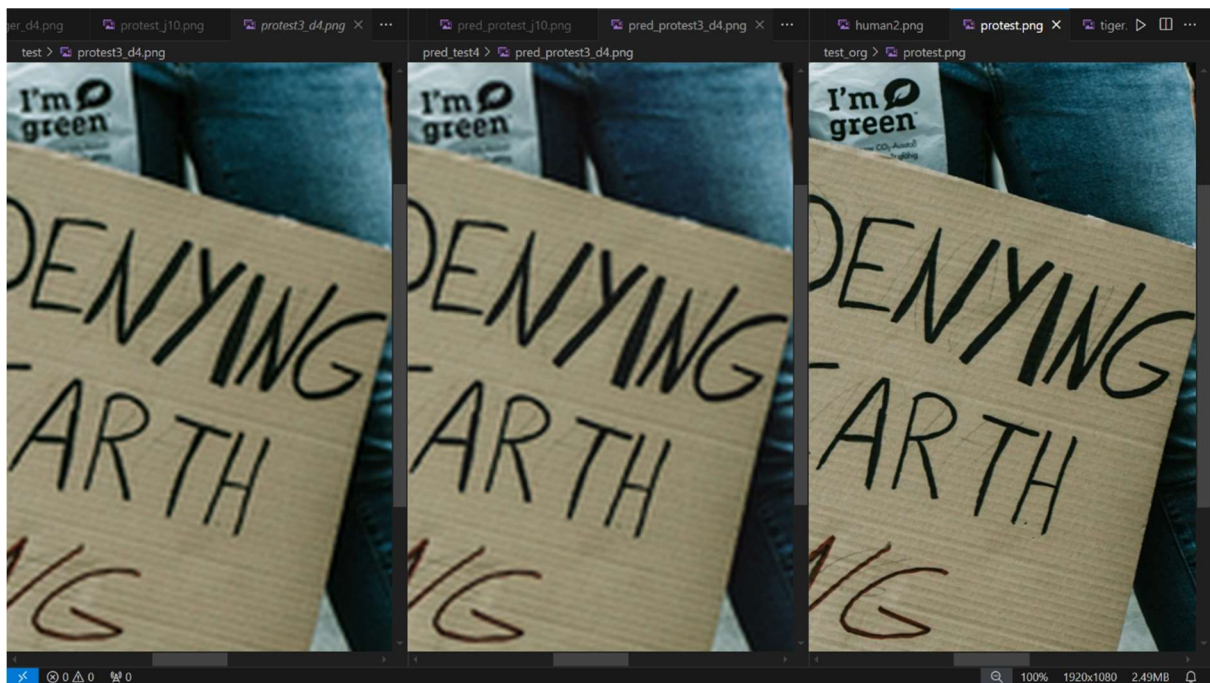 ger_d4.png protest_j10.png protest3_d4.png ···
test > protest3_d4.png
I'm
green
DENYING
ARTH
NG
pred_protest_j10.png pred_protest3_d4.png ···
pred_test4 > pred_protest3_d4.png
I'm
green
DENYING
ARTH
NG
human2.png protest.png tiger. ···
test_org > protest.png
I'm
green
DENYING
ARTH
NG
0 0 0 100% 1920x1080 2.49MB